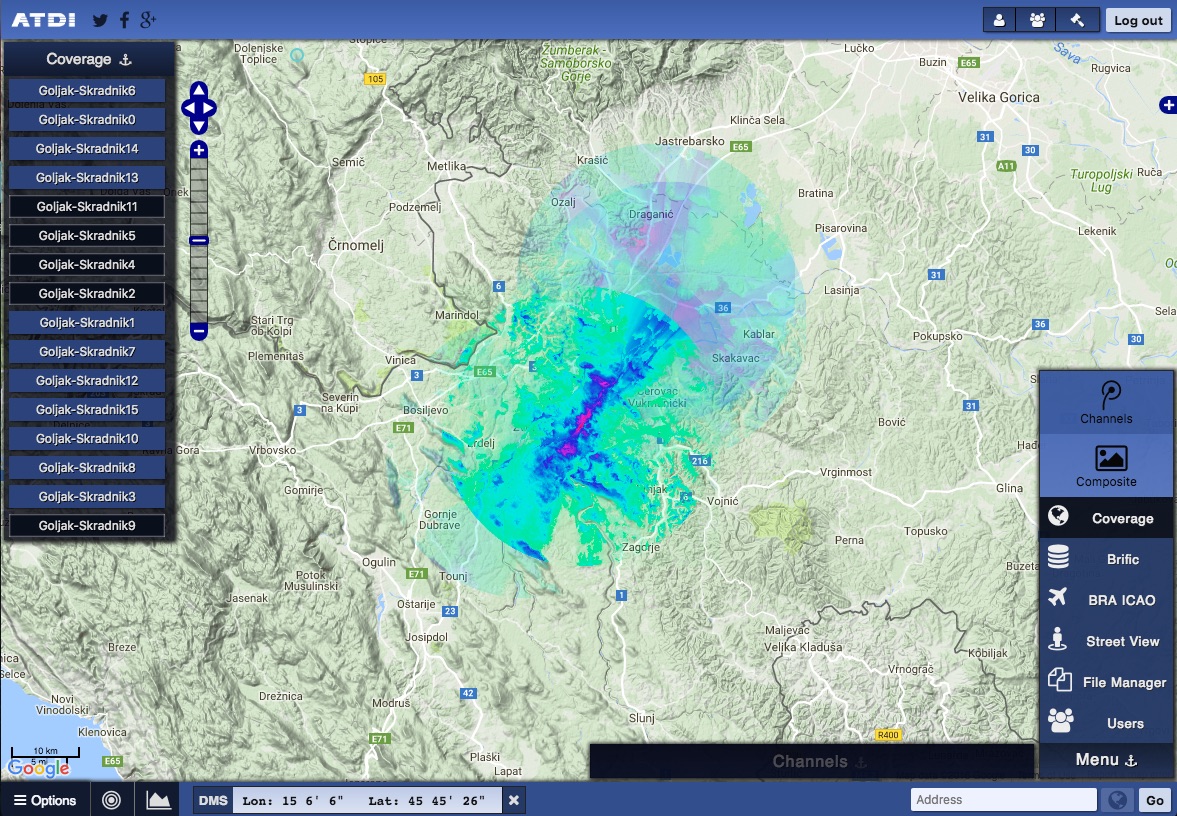 ATDI
Log out
Coverage
Goljak-Skradnik6
Goljak-Skradnik0
Goljak-Skradnik14
Goljak-Skradnik13
Goljak-Skradnik11
Goljak-Skradnik5
Goljak-Skradnik4
Goljak-Skradnik2
Goljak-Skradnik1
Goljak-Skradnik7
Goljak-Skradnik12
Goljak-Skradnik15
Goljak-Skradnik10
Goljak-Skradnik8
Goljak-Skradnik3
Goljak-Skradnik9
Dolenjske
Toplice
Stopiče
105
Žumberak -
Samoborsko
Gorje
Lučko
Buzin
E65
Sava
Rugvica
Velika Gorica
Klinča Sela
Jastrebarsko
E65
31
30
A11
Turopoljski
Lug
Ruča
Semič
Metlika
Krašić
Ozalj
Bratina
Podzemelj
Draganić
Pisarovina
Lekenik
Črnomelj
6
31
Lasinja
36
Marindol
Stari Trg
ob Kolpi
Kablar
Pokupsko
36
30
Sela
Plemenitaš
Vinica
3
E65
Skakavac
Severin
na Kupi
Bosiljevo
Cerovac
Vukmanićki
3
E71
31
Bović
Vrbovsko
216
Vrginmost
Gomirje
6
Vojnić
Glina
Gornje
Dubrave
Topusko
Perna
Zagorje
Ogulin
E71
Tounj
Potok
Musulinski
Jasenak
Oštarije
23
1
Josipdol
Breze
Maljevac
Velika Kladuša
Vrnograč
Kobiljak
Selce
Novi
Vinodolski
Drežnica
42
Modruš
Klenovica
Slunj
E71
R400
E65
Plaški
Lapat
10 km
5 mi
Google
Channels
Composite
Coverage
Brific
BRA ICAO
Street View
File Manager
Users
Menu
Channels
Options
DMS
Lon: 15 6' 6" Lat: 45 45' 26"
Address
Go